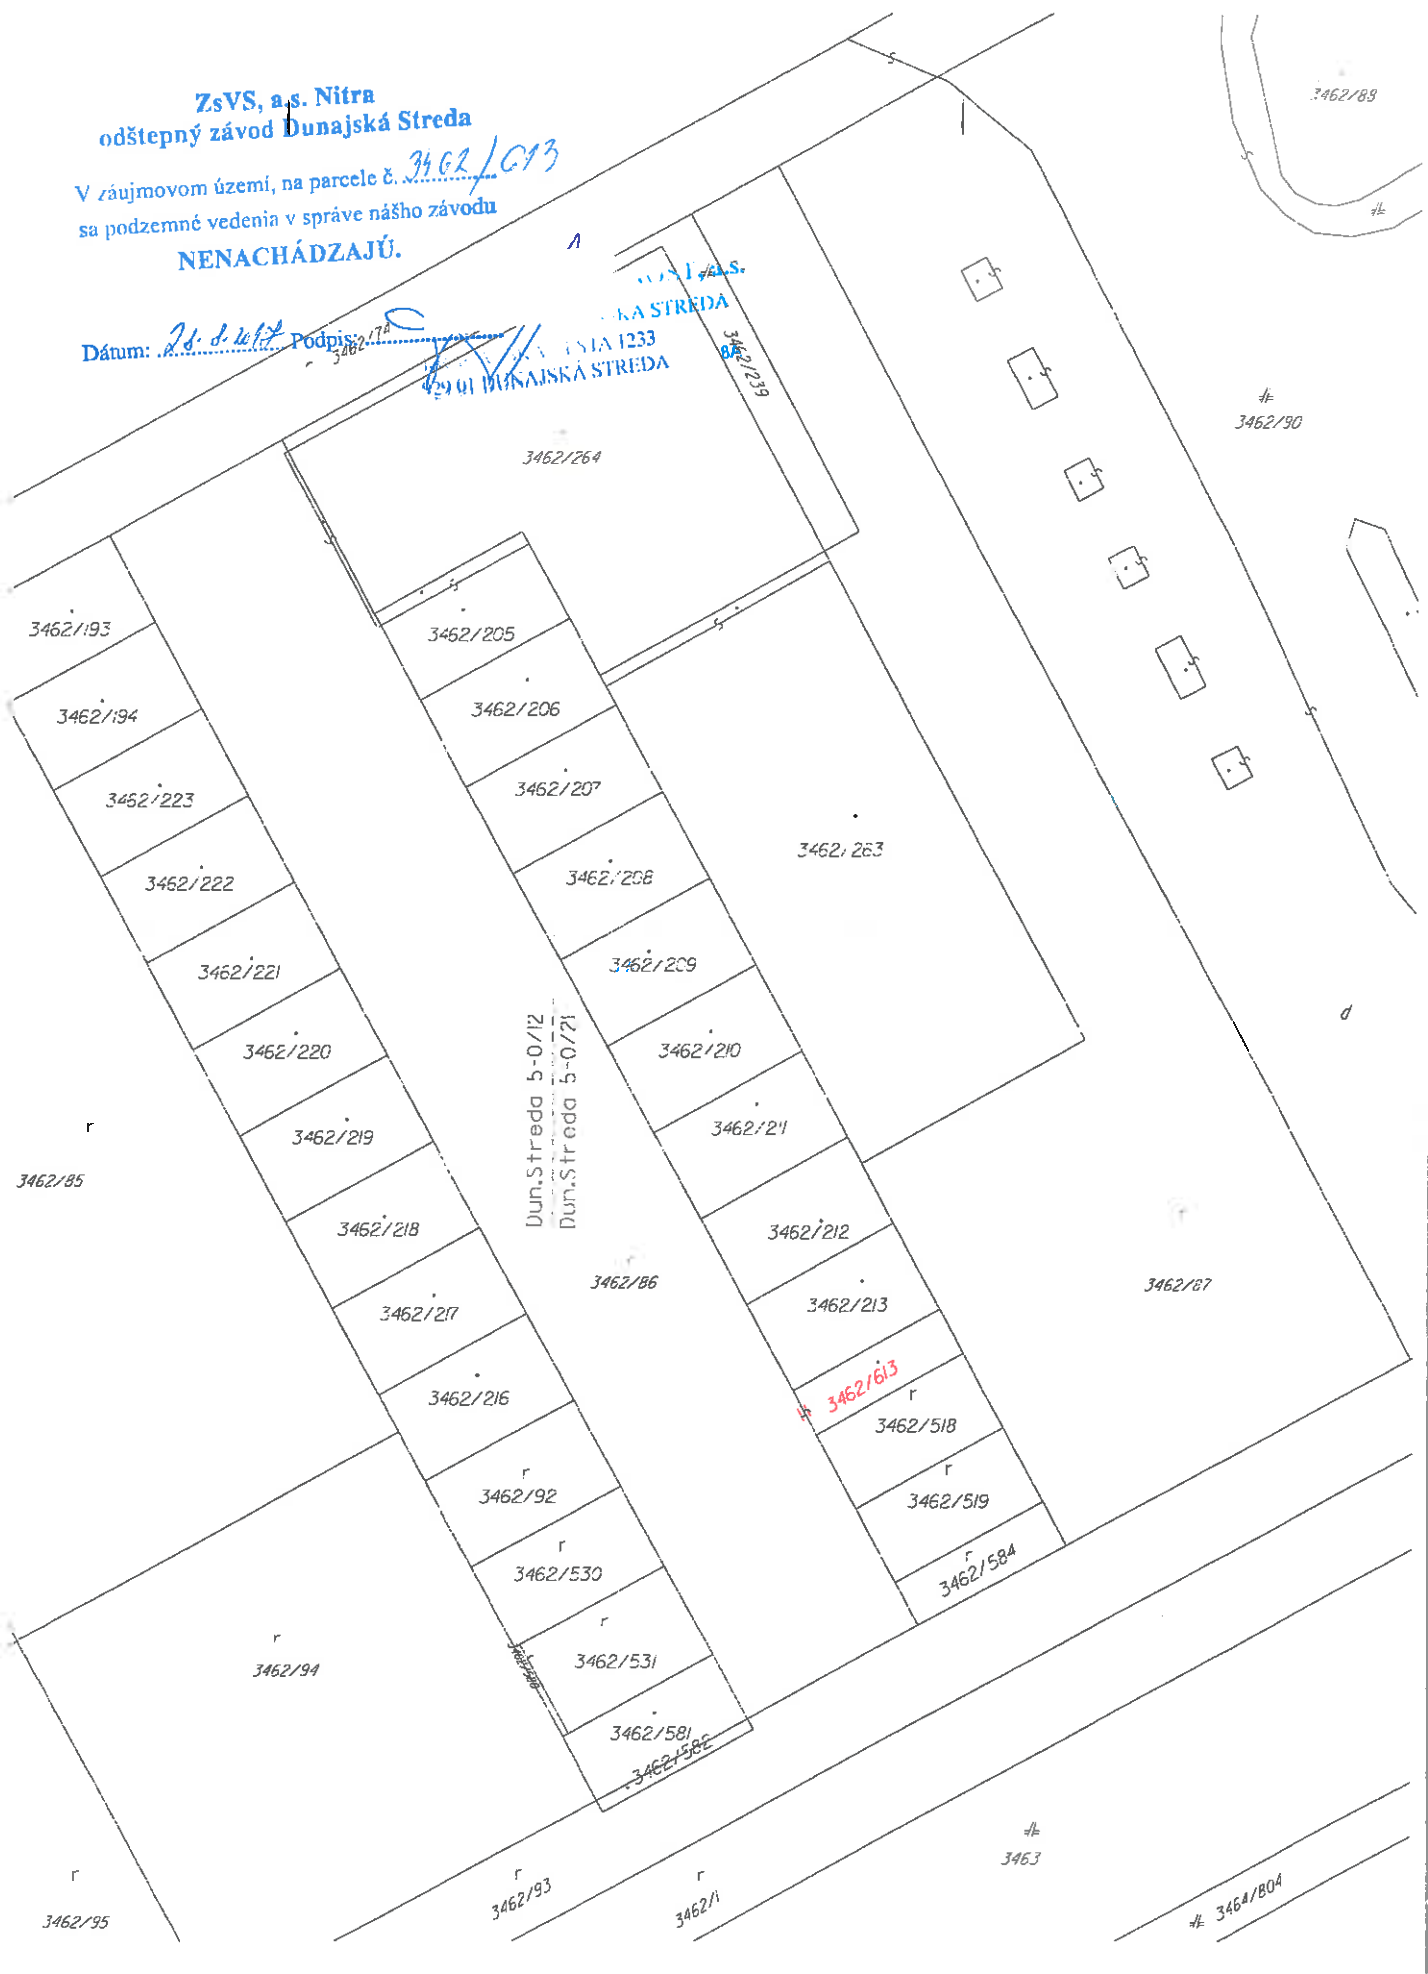 ZsVS, a.s. Nitra
odštepný závod Dunajská Streda
V záujmovom území, na parcele č. 3462/613
sa podzemné vedenia v správe nášho závodu
NENACHÁDZAJÚ.
Dátum: Podpis:
KA STREDA
1233
929 01 DUNAJSKÁ STREDA
3462/74
3462/89
3462/239
3462/90
3462/264
3462/193
3462/205
3462/194
3462/206
3462/223
3462/207
3462/263
3462/222
3462/208
3462/221
3462/209
3462/220
3462/210
Dun.Streda 5-0/12
Dun.Streda 5-0/21
d
r
3462/219
3462/211
3462/85
3462/218
3462/212
r
3462/86
3462/87
3462/217
3462/213
3462/216
3462/613
r
3462/518
r
3462/92
r
3462/519
r
3462/530
r
3462/584
r
3462/531
r
3462/94
3462/581
3462/582
3463
r
3462/95
r
3462/93
r
3462/1
3464/804